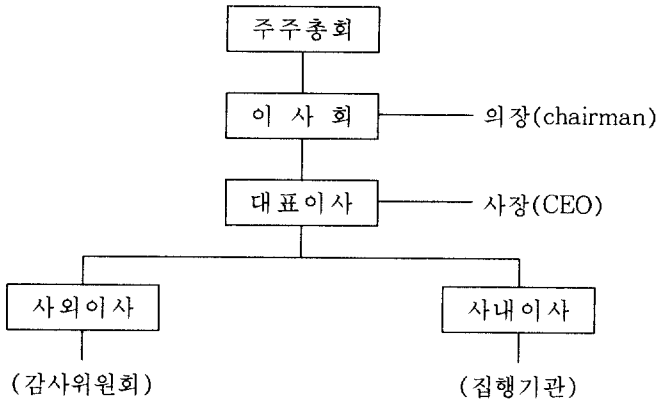 주주총회
이 사 회
의장(chairman)
대표이사
사장(CEO)
사외이사
사내이사
(감사위원회)
(집행기관)